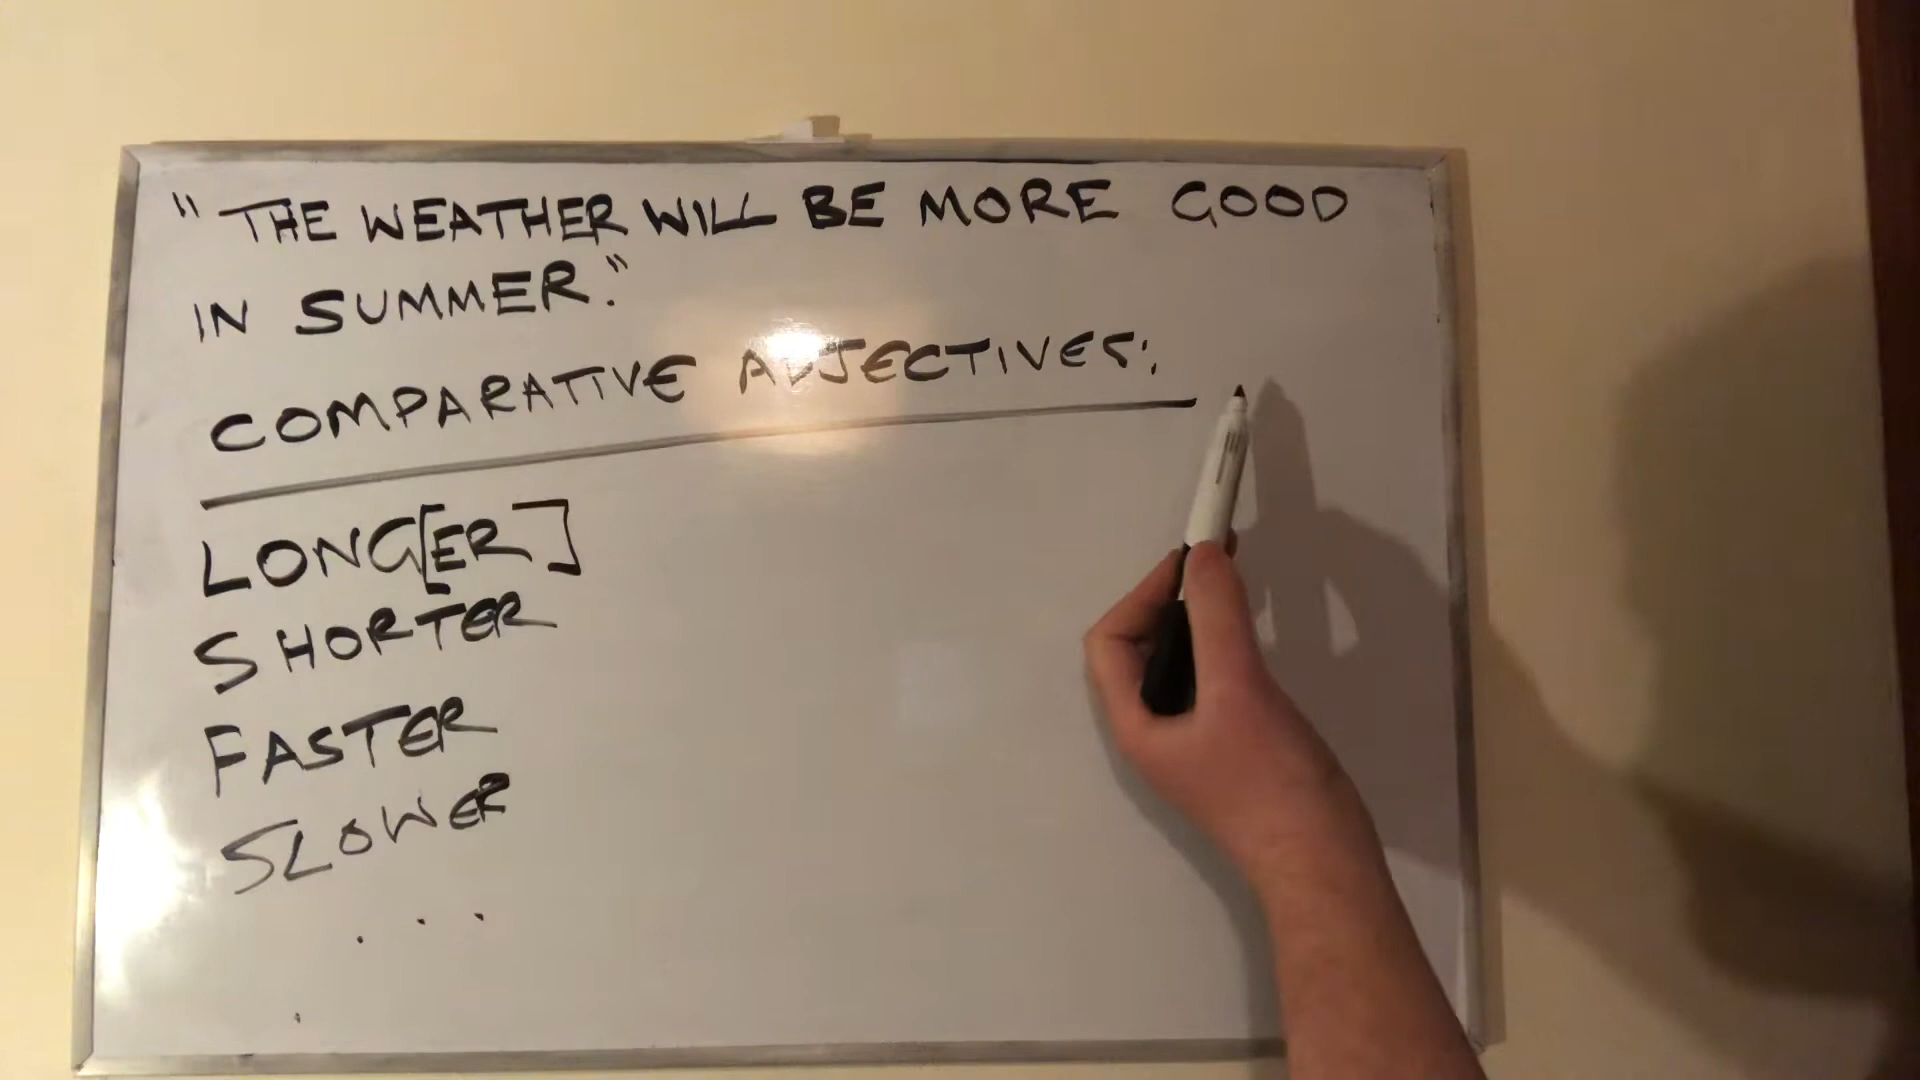 "THE WEATHER WILL BE MORE GOOD
IN SUMMER."
COMPARATIVE ADJECTIVES:
LONG[ER]
SHORTER
FASTER
SLOWER
...